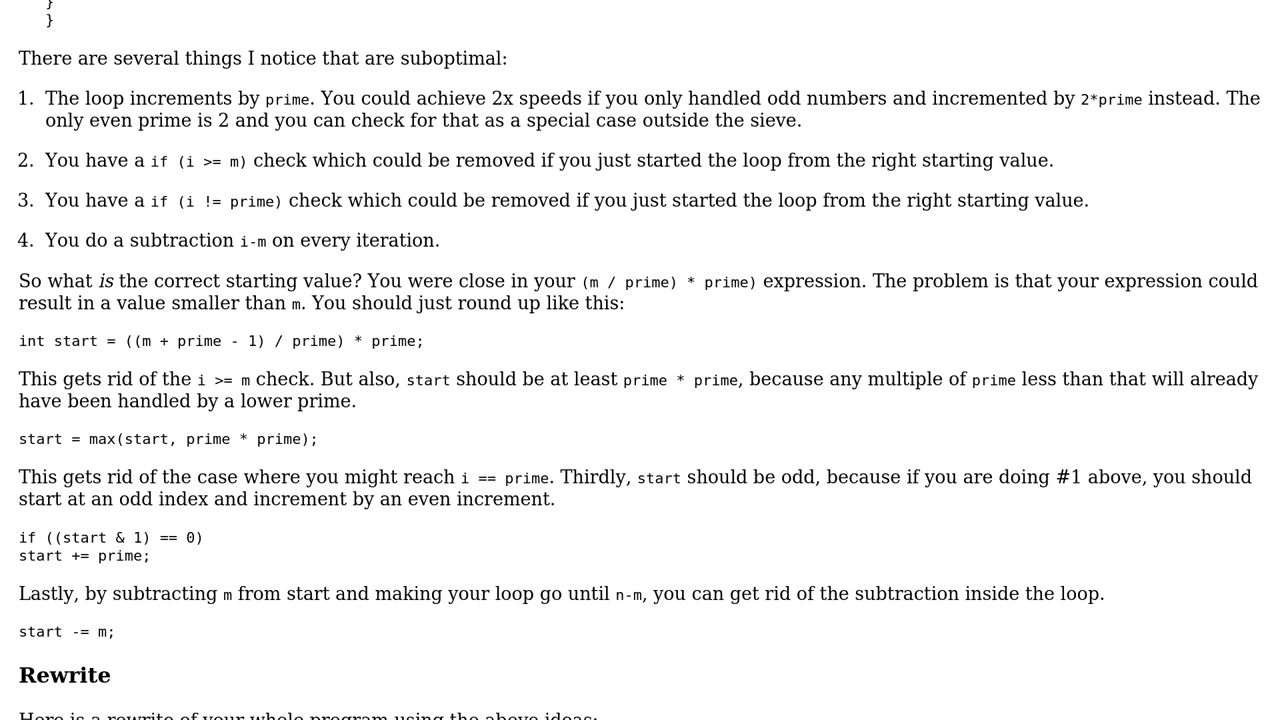 }
}
There are several things I notice that are suboptimal:
1. The loop increments by prime. You could achieve 2x speeds if you only handled odd numbers and incremented by 2*prime instead. The
only even prime is 2 and you can check for that as a special case outside the sieve.
2. You have a if (i >= m) check which could be removed if you just started the loop from the right starting value.
3. You have a if (i != prime) check which could be removed if you just started the loop from the right starting value.
4. You do a subtraction i-m on every iteration.
So what is the correct starting value? You were close in your (m / prime) * prime) expression. The problem is that your expression could
result in a value smaller than m. You should just round up like this:
int start = ((m + prime - 1) / prime) * prime;
This gets rid of the i >= m check. But also, start should be at least prime * prime, because any multiple of prime less than that will already
have been handled by a lower prime.
start = max(start, prime * prime);
This gets rid of the case where you might reach i == prime. Thirdly, start should be odd, because if you are doing #1 above, you should
start at an odd index and increment by an even increment.
if ((start & 1) == 0)
start += prime;
Lastly, by subtracting m from start and making your loop go until n-m, you can get rid of the subtraction inside the loop.
start -= m;
Rewrite
Here is a rewrite of your whole program using the above ideas: